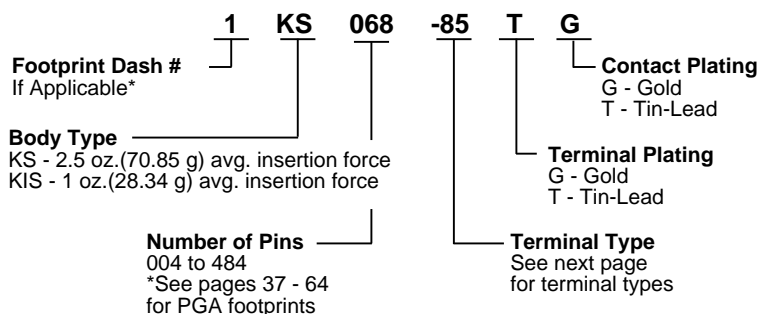 1 KS 068 -85 T G
Footprint Dash #
If Applicable*
Contact Plating
G - Gold
T - Tin-Lead
Body Type
KS - 2.5 oz.(70.85 g) avg. insertion force
KIS - 1 oz.(28.34 g) avg. insertion force
Terminal Plating
G - Gold
T - Tin-Lead
Number of Pins
004 to 484
*See pages 37 - 64
for PGA footprints
Terminal Type
See next page
for terminal types